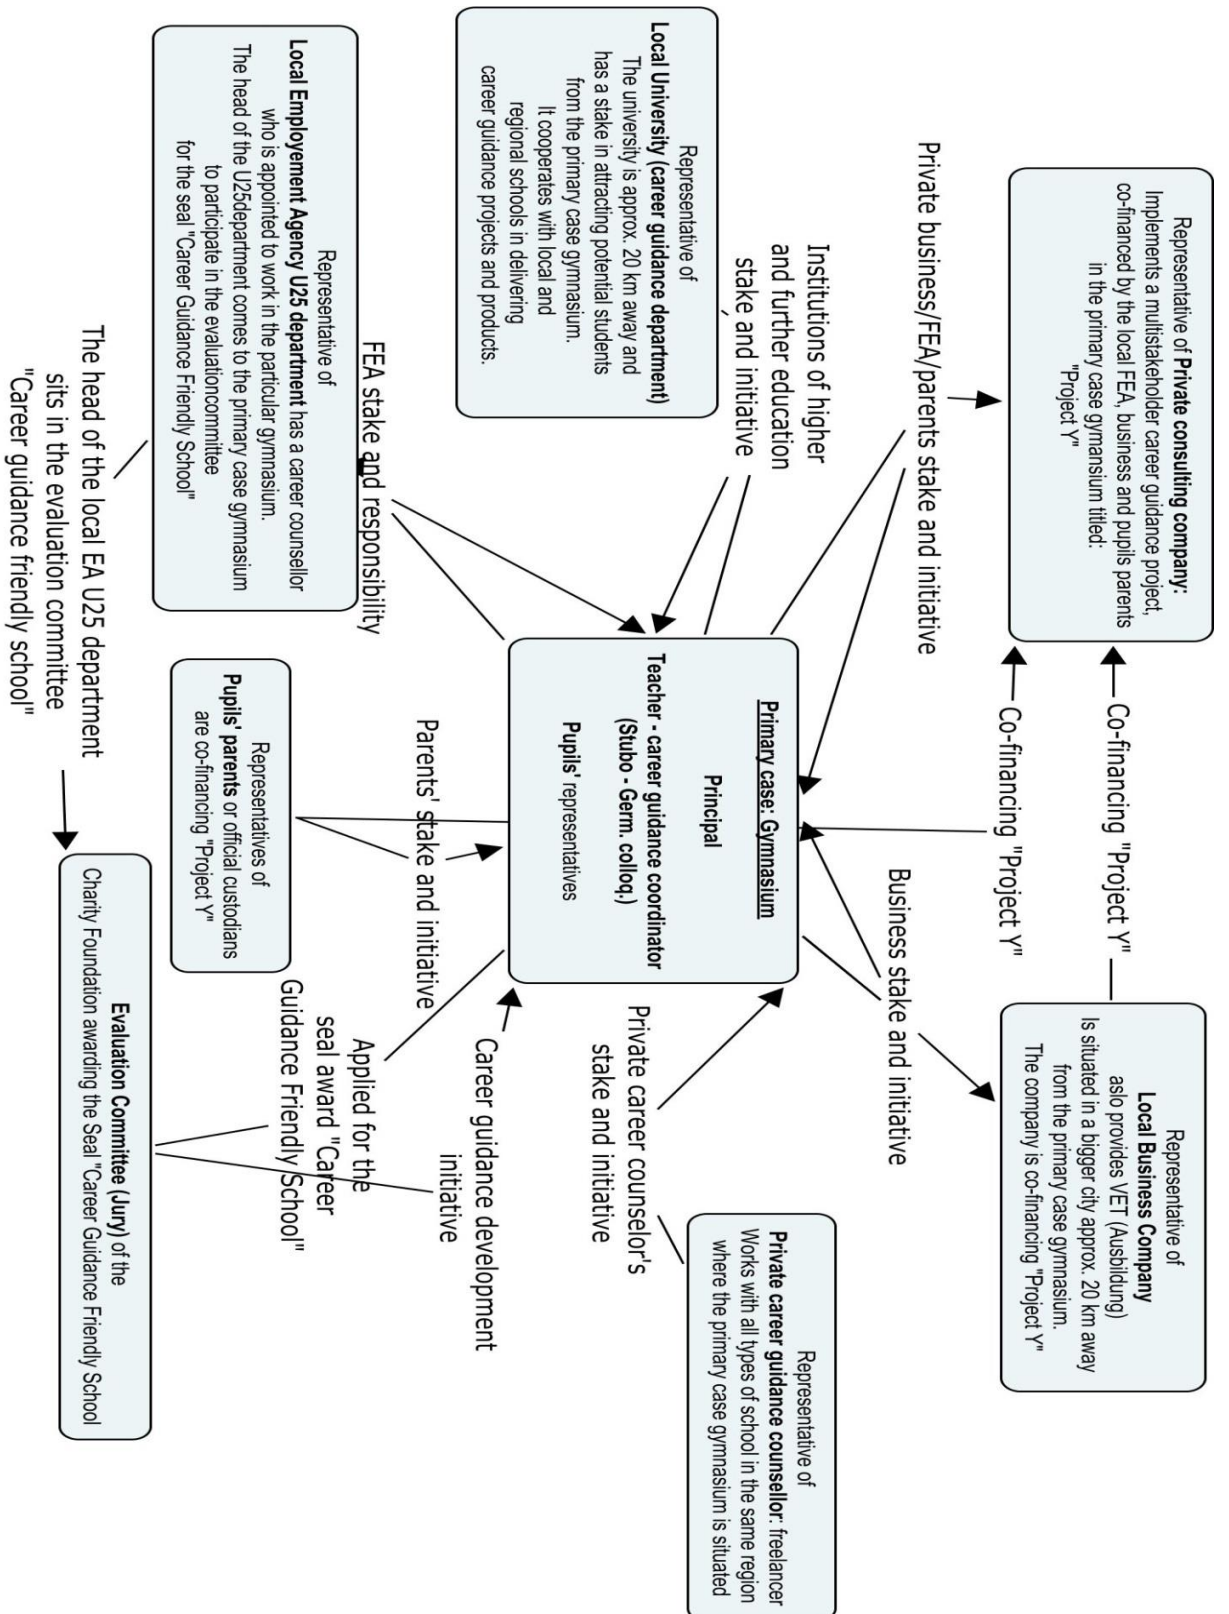 Representative of Private consulting company:
Implements a multistakeholder career guidance project,
co-financed by the local FEA, business and pupils parents
in the primary case gymansium titled:
"Project Y"
Co-financing "Project Y"
Co-financing "Project Y"
Representative of
Local Business Company
aslo provides VET (Ausbildung)
Is situated in a bigger city approx. 20 km away
from the primary case gymnasium.
The company is co-financing "Project Y"
Private business/FEA/parents stake and initiative
Business stake and initiative
Institutions of higher
and further education
stake and initiative
Representative of
Local University (career guidance department)
The university is approx. 20 km away and
has a stake in attracting potential students
from the primary case gymnasium.
It cooperates with local and
regional schools in delivering
career guidance projects and products.
Primary case: Gymnasium
Principal
Teacher - career guidance coordinator
(Stubo - Germ. colloq.)
Pupils' representatives
Private career counselor's
stake and initiative
Representative of
Private career guidance counsellor: freelancer
Works with all types of school in the same region
where the primary case gymnasium is situated
FEA stake and responsibility
Parents' stake and initiative
Career guidance development
initiative
Applied for the
seal award "Career
Guidance Friendly School"
Representative of
Local Employement Agency U25 department has a career counsellor
who is appointed to work in the particular gymnasium.
The head of the U25department comes to the primary case gymnasium
to participate in the evaluationcommittee
for the seal "Career Guidance Friendly School"
Representatives of
Pupils' parents or official custodians
are co-financing "Project Y"
The head of the local EA U25 department
sits in the evaluation committee
"Career guidance friendly school"
Evaluation Committee (Jury) of the
Charity Foundation awarding the Seal "Career Guidance Friendly School